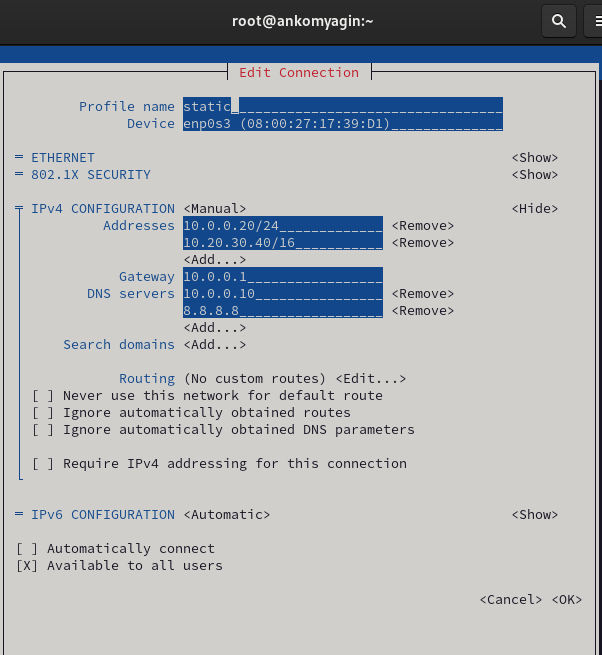 root@ankomyagin:~
Edit Connection
Profile name static
Device enp0s3 (08:00:27:17:39:D1)
= ETHERNET <Show>
= 802.1X SECURITY <Show>
IPv4 CONFIGURATION <Manual> <Hide>
Addresses 10.0.0.20/24 <Remove>
10.20.30.40/16 <Remove>
<Add...>
Gateway 10.0.0.1
DNS servers 10.0.0.10 <Remove>
8.8.8.8 <Remove>
<Add...>
Search domains <Add...>
Routing (No custom routes) <Edit...>
[ ] Never use this network for default route
[ ] Ignore automatically obtained routes
[ ] Ignore automatically obtained DNS parameters
[ ] Require IPv4 addressing for this connection
= IPv6 CONFIGURATION <Automatic> <Show>
[ ] Automatically connect
[X] Available to all users
<Cancel> <OK>